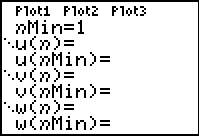 Plot1 Plot2 Plot3
nMin=1
u(n)=
u(nMin)=
v(n)=
v(nMin)=
w(n)=
w(nMin)=